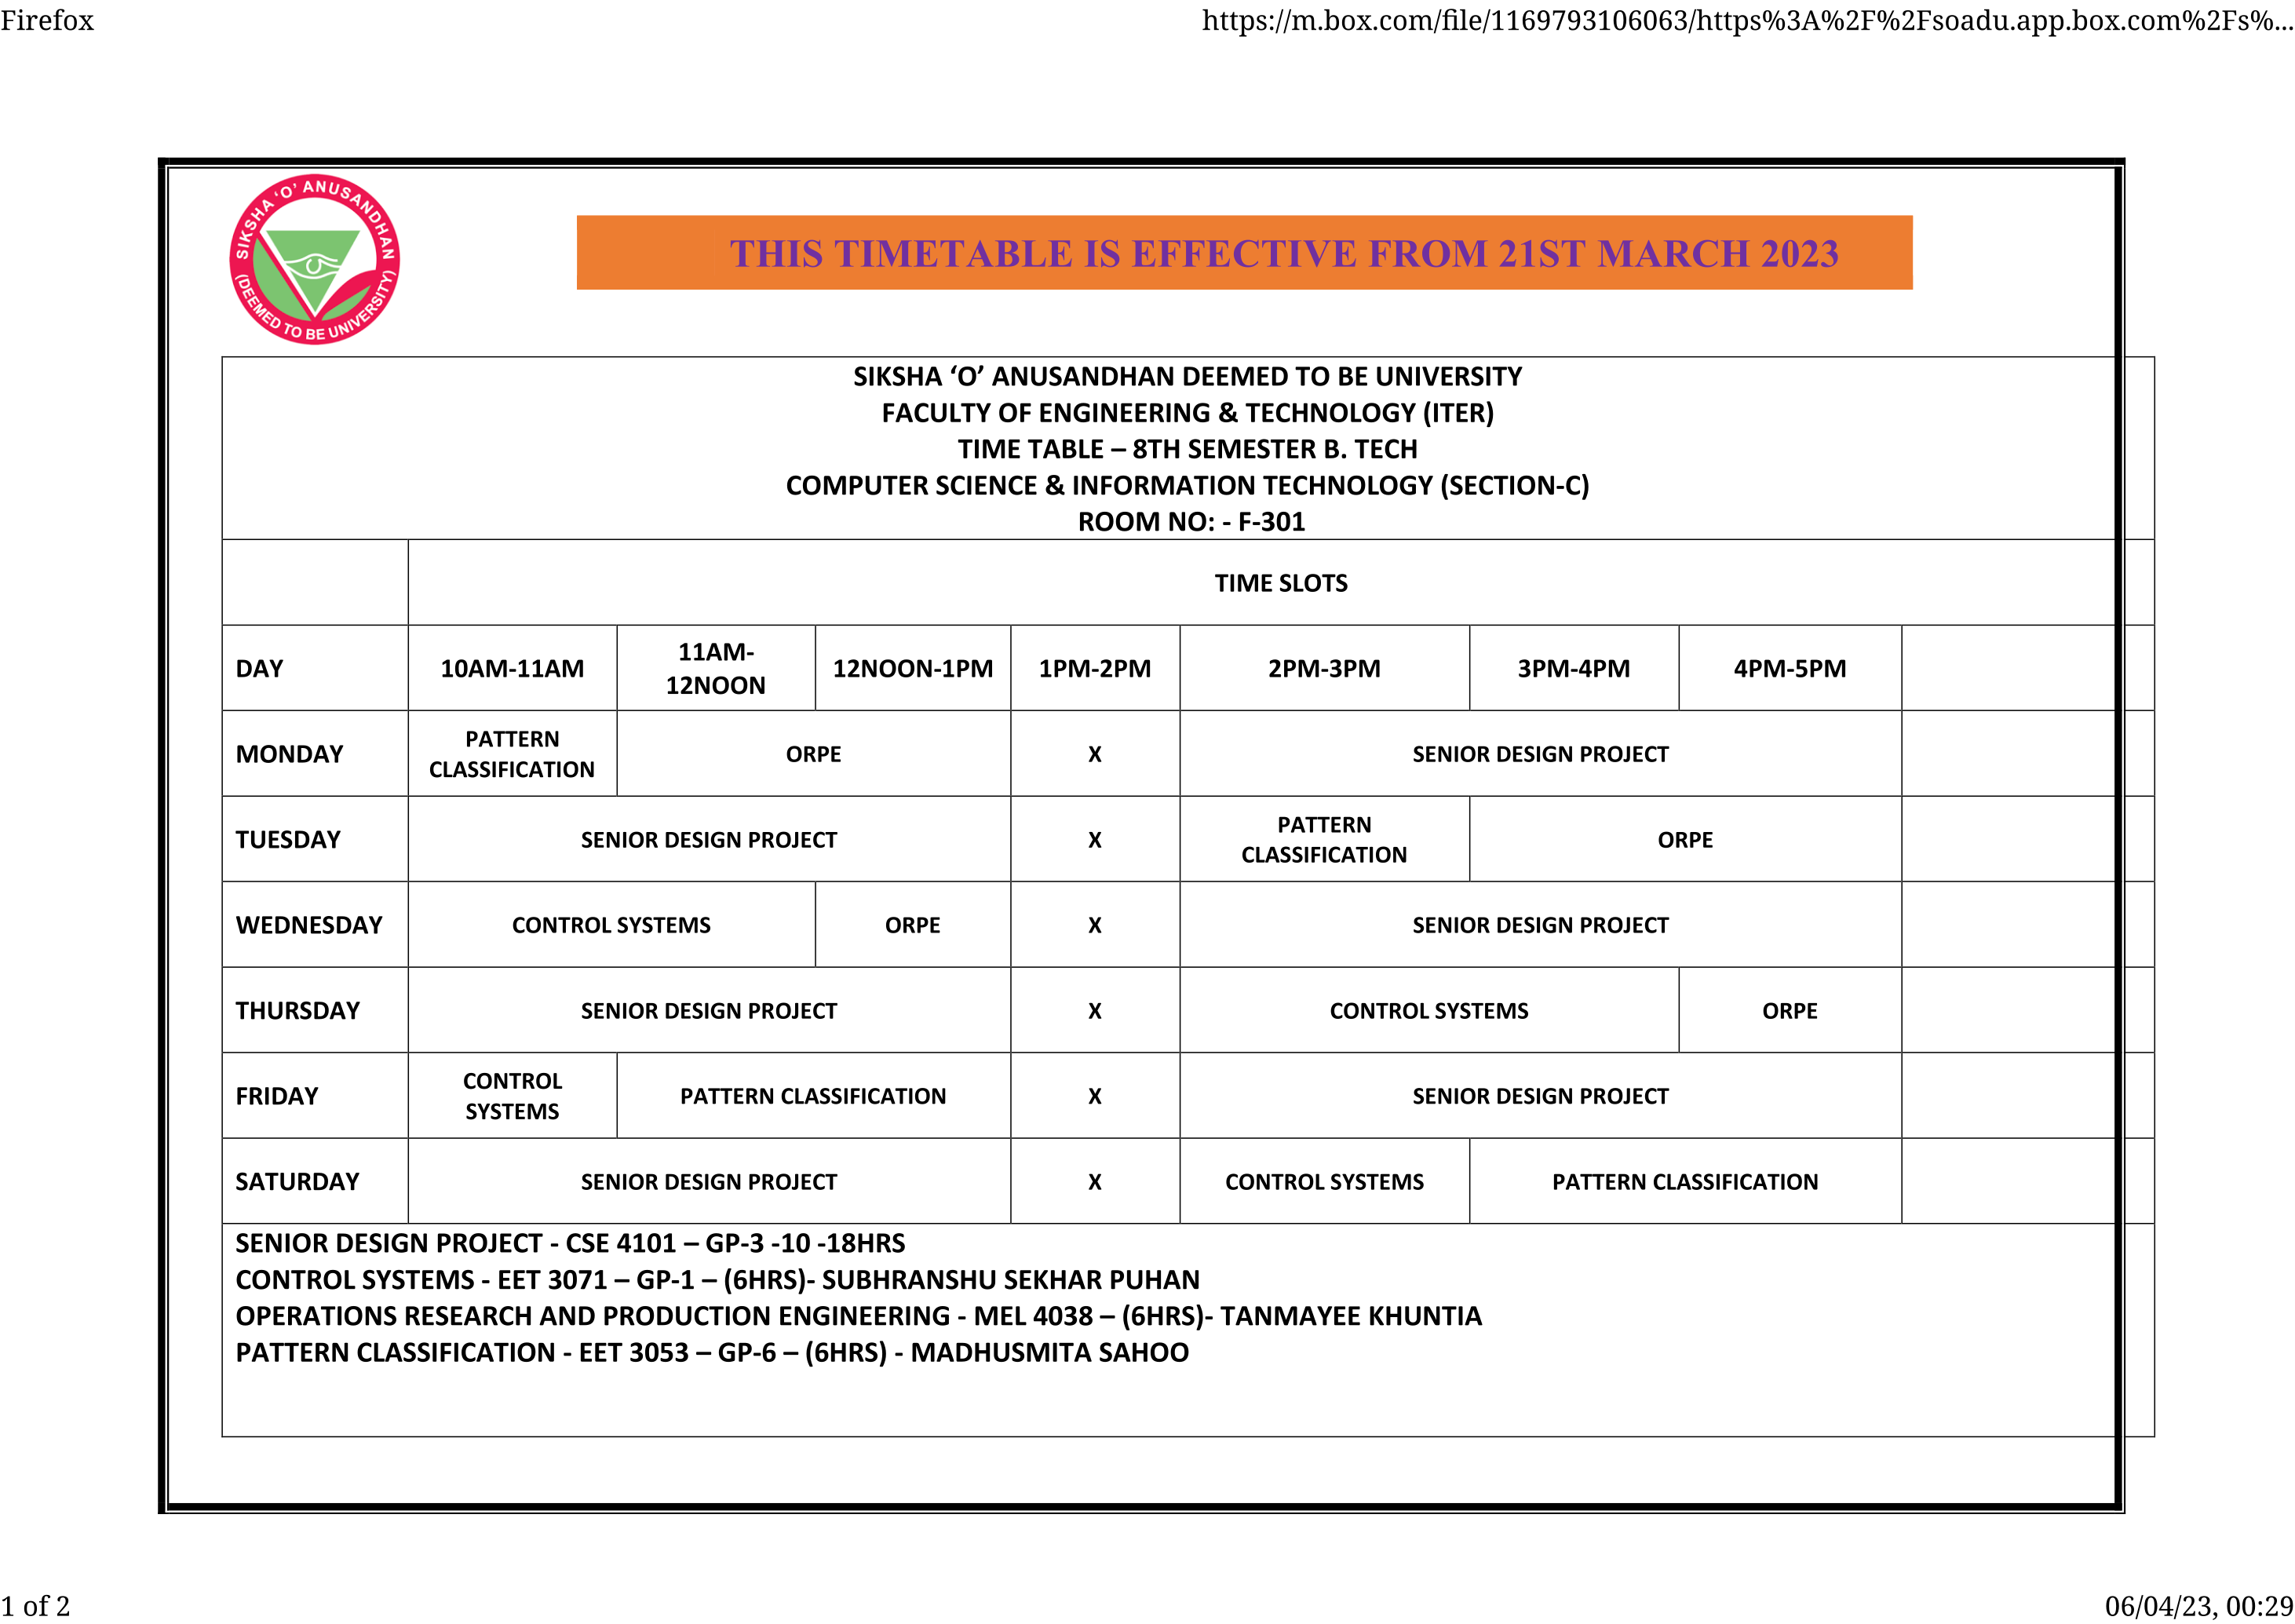 Firefox
https://m.box.com/file/1169793106063/https%3A%2F%2Fsoadu.app.box.com%2Fs%...
SIKSHA 'O' ANUSANDHAN
(DEEMED TO BE UNIVERSITY)
THIS TIMETABLE IS EFFECTIVE FROM 21ST MARCH 2023
SIKSHA ‘O’ ANUSANDHAN DEEMED TO BE UNIVERSITY
FACULTY OF ENGINEERING & TECHNOLOGY (ITER)
TIME TABLE – 8TH SEMESTER B. TECH
COMPUTER SCIENCE & INFORMATION TECHNOLOGY (SECTION-C)
ROOM NO: - F-301
TIME SLOTS
DAY 10AM-11AM 11AM-12NOON 12NOON-1PM 1PM-2PM 2PM-3PM 3PM-4PM 4PM-5PM
MONDAY PATTERN CLASSIFICATION ORPE X SENIOR DESIGN PROJECT
TUESDAY SENIOR DESIGN PROJECT X PATTERN CLASSIFICATION ORPE
WEDNESDAY CONTROL SYSTEMS ORPE X SENIOR DESIGN PROJECT
THURSDAY SENIOR DESIGN PROJECT X CONTROL SYSTEMS ORPE
FRIDAY CONTROL SYSTEMS PATTERN CLASSIFICATION X SENIOR DESIGN PROJECT
SATURDAY SENIOR DESIGN PROJECT X CONTROL SYSTEMS PATTERN CLASSIFICATION
SENIOR DESIGN PROJECT - CSE 4101 – GP-3 -10 -18HRS
CONTROL SYSTEMS - EET 3071 – GP-1 – (6HRS)- SUBHRANSHU SEKHAR PUHAN
OPERATIONS RESEARCH AND PRODUCTION ENGINEERING - MEL 4038 – (6HRS)- TANMAYEE KHUNTIA
PATTERN CLASSIFICATION - EET 3053 – GP-6 – (6HRS) - MADHUSMITA SAHOO
1 of 2
06/04/23, 00:29